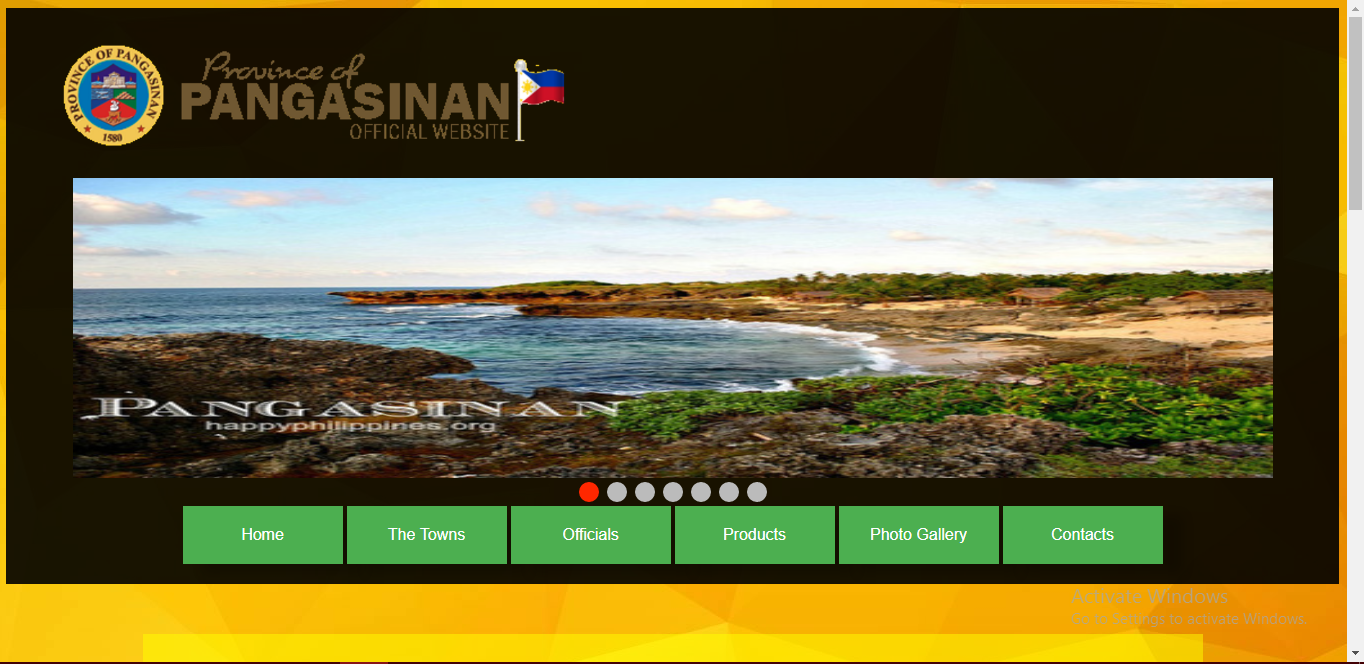 PROVINCE OF PANGASINAN
1580
Province of
PANGASINAN
OFFICIAL WEBSITE
PANGASINAN
happyphilippines.org
Home
The Towns
Officials
Products
Photo Gallery
Contacts
Activate Windows
Go to Settings to activate Windows.